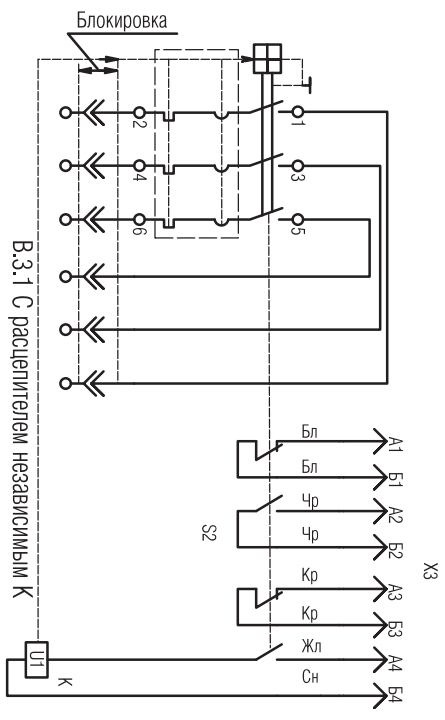 Блокировка
2
1
4
3
6
5
В.3.1 С расцепителем независимым К
Бл
А1
Бл
Б1
Чр
А2
Чр
Б2
S2
X3
Кр
А3
Кр
Б3
Жл
А4
Сн
Б4
U1
К